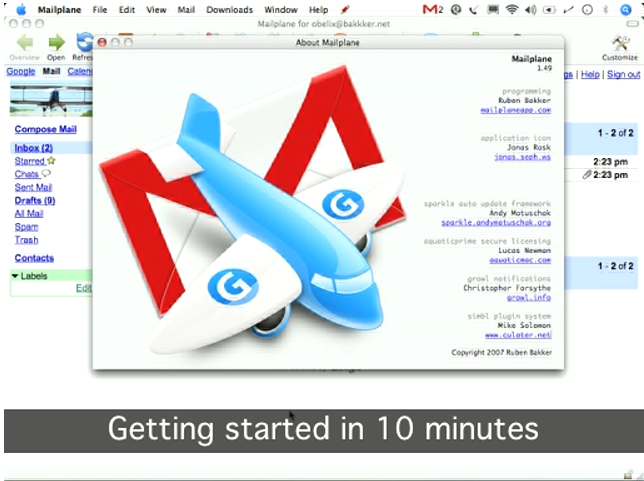 Mailplane File Edit View Mail Downloads Window Help
M2
Mailplane for obelix@bakkker.net
About Mailplane
Overview Open Refres
Customize
Google Mail Calen
gs | Help | Sign out
Mailplane
1.49
programming
Ruben Bakker
mailplaneapp.com
application icon
Jonas Rask
jonas.seph.ws
Compose Mail
Inbox (2)
Starred
Chats
Sent Mail
Drafts (9)
All Mail
Spam
Trash
Contacts
Labels
Edit
1 - 2 of 2
2:23 pm
2:23 pm
1 - 2 of 2
G
G
sparkle auto update framework
Andy Matuschak
sparkle.andymatuschak.org
aquaticprime secure licensing
Lucas Newman
aquaticmac.com
growl notifications
Christopher Forsythe
growl.info
simbl plugin system
Mike Solomon
www.culater.net
Copyright 2007 Ruben Bakker
Getting started in 10 minutes